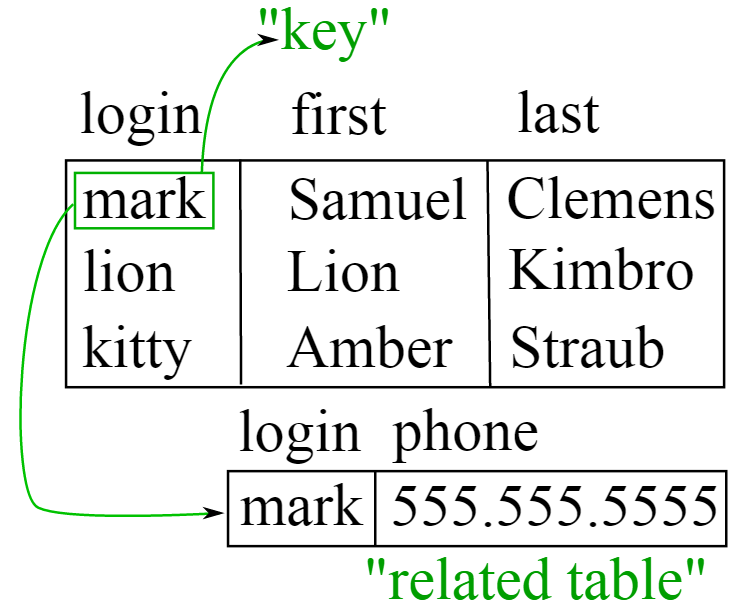 "key"
login first last
mark Samuel Clemens
lion Lion Kimbro
kitty Amber Straub
login phone
mark 555.555.5555
"related table"